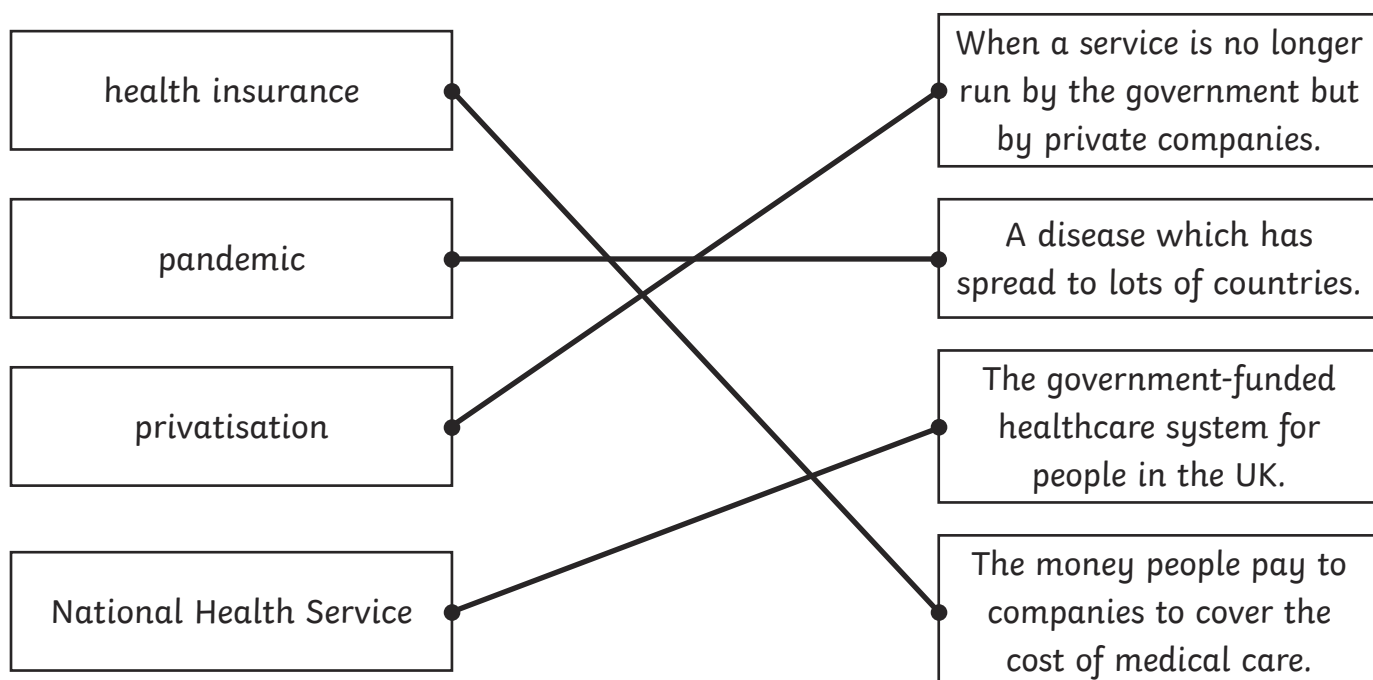 health insurance
pandemic
privatisation
National Health Service
When a service is no longer
run by the government but
by private companies.
A disease which has
spread to lots of countries.
The government-funded
healthcare system for
people in the UK.
The money people pay to
companies to cover the
cost of medical care.